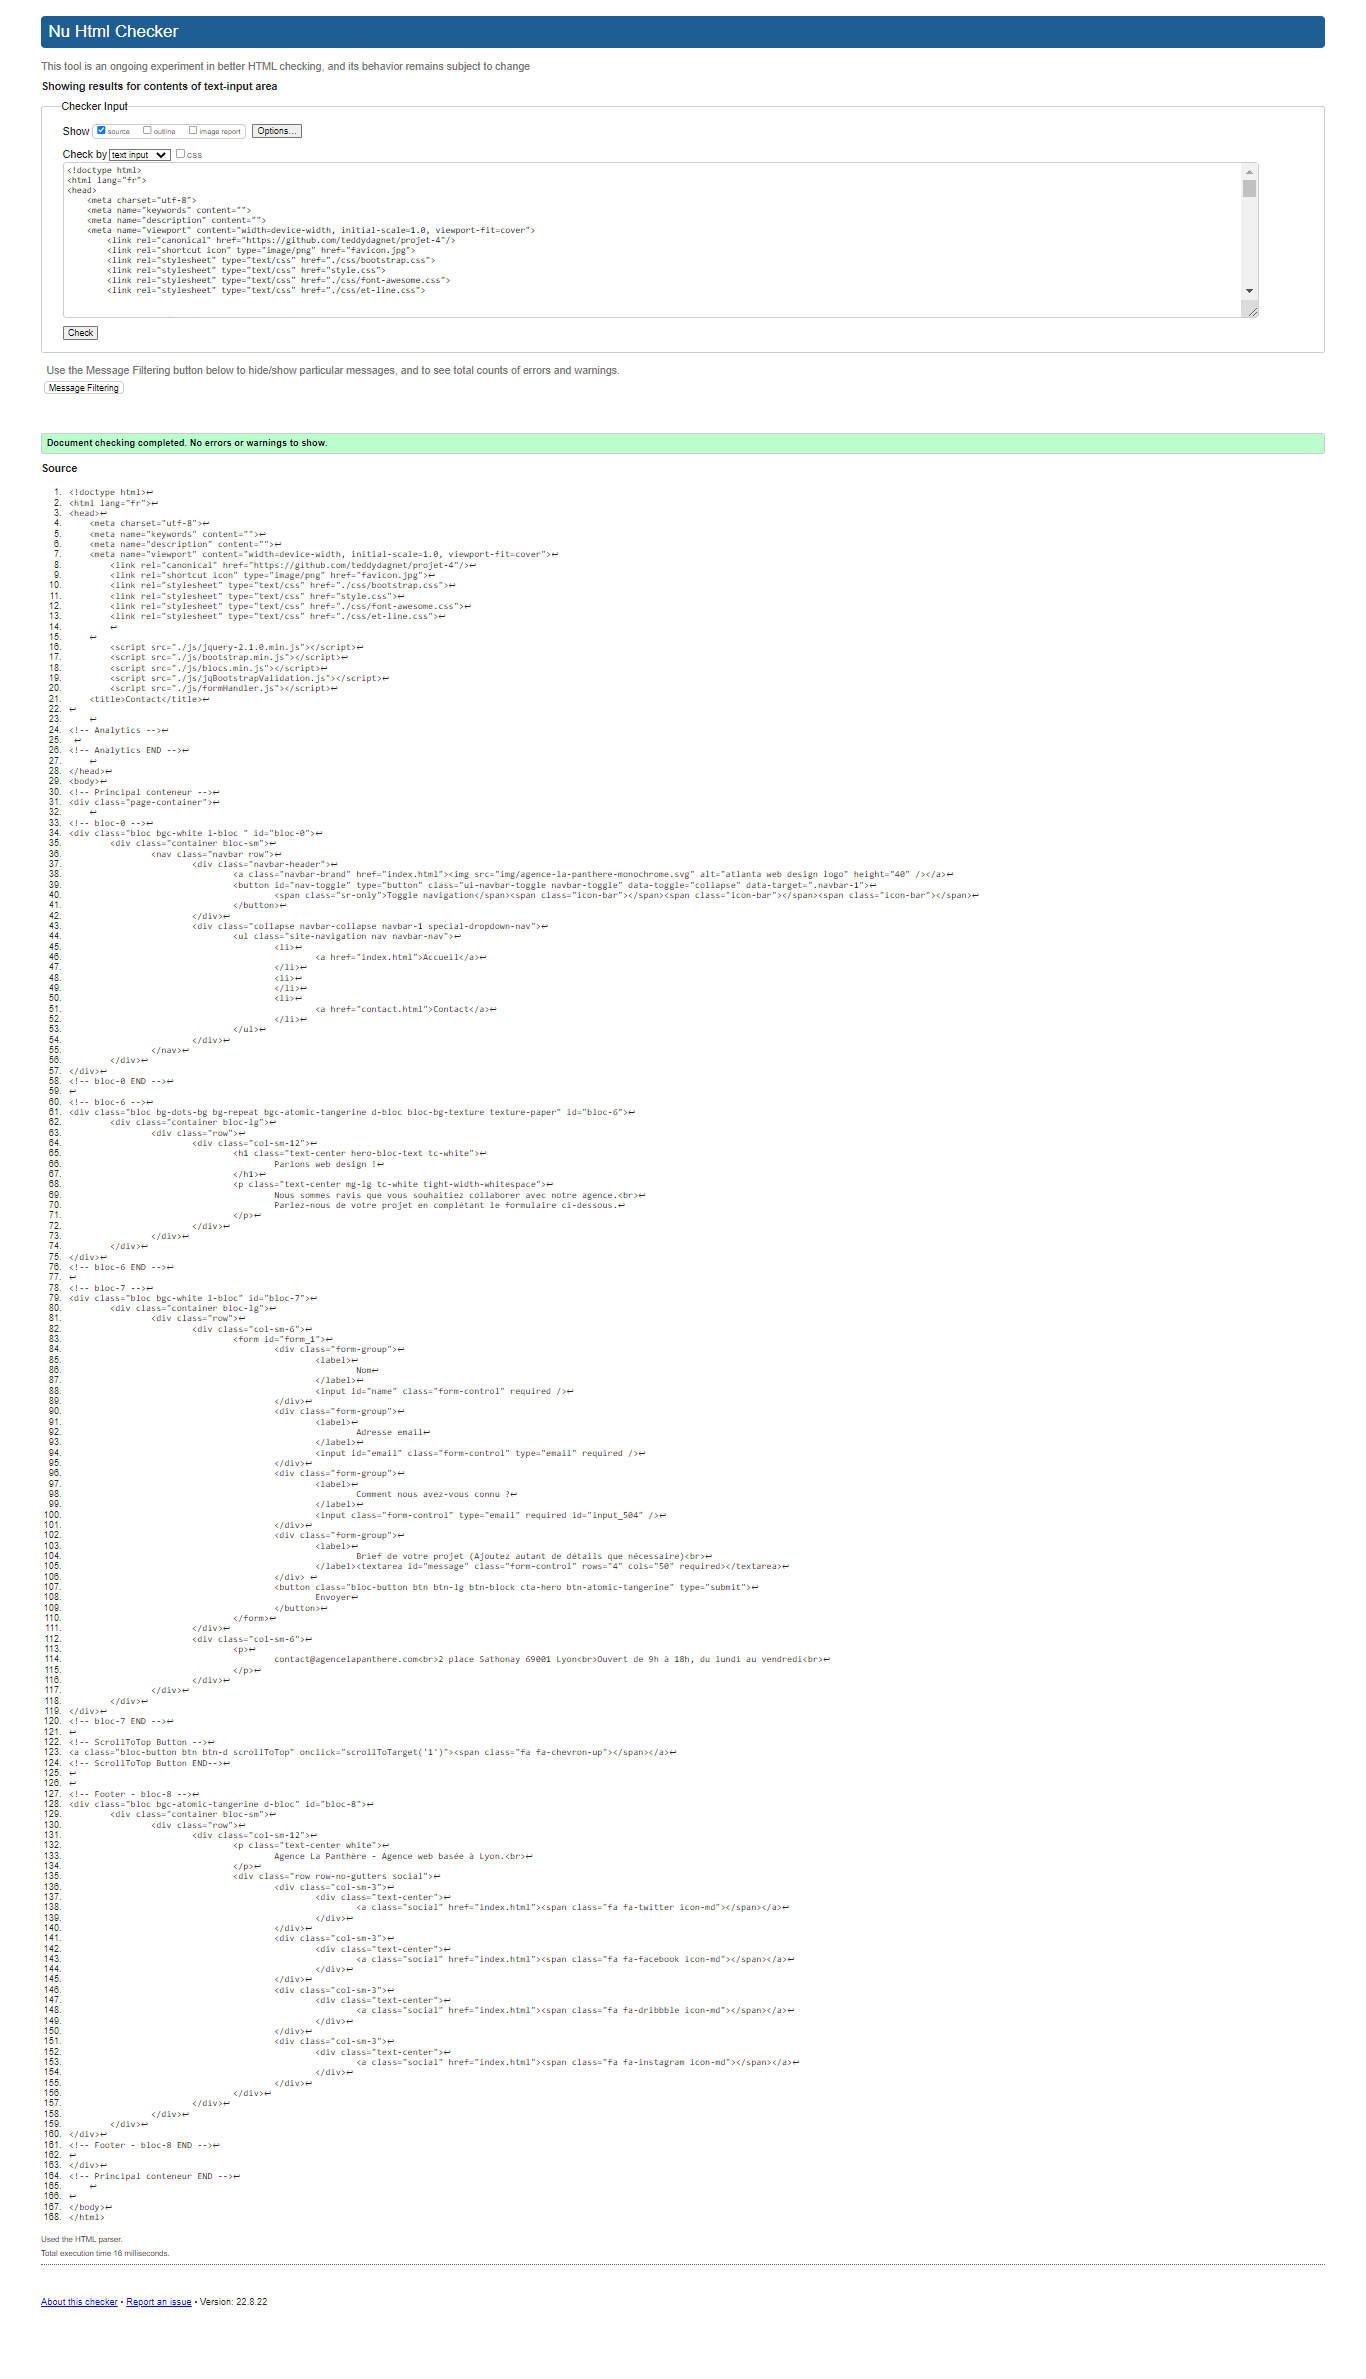 Nu Html Checker
This tool is an ongoing experiment in better HTML checking, and its behavior remains subject to change
Showing results for contents of text-input area
Checker Input
Show source outline image report Options...
Check by text input css
<!doctype html>
<html lang="fr">
<head>
<meta charset="utf-8">
<meta name="keywords" content="">
<meta name="description" content="">
<meta name="viewport" content="width=device-width, initial-scale=1.0, viewport-fit=cover">
<link rel="canonical" href="https://github.com/teddydagnet/projet-4"/>
<link rel="shortcut icon" type="image/png" href="favicon.jpg">
<link rel="stylesheet" type="text/css" href="./css/bootstrap.css">
<link rel="stylesheet" type="text/css" href="style.css">
<link rel="stylesheet" type="text/css" href="./css/font-awesome.css">
<link rel="stylesheet" type="text/css" href="./css/et-line.css">
Check
Use the Message Filtering button below to hide/show particular messages, and to see total counts of errors and warnings.
Message Filtering
Document checking completed. No errors or warnings to show.
Source
1. <!doctype html>↩
2. <html lang="fr">↩
3. <head>↩
4. <meta charset="utf-8">↩
5. <meta name="keywords" content="">↩
6. <meta name="description" content="">↩
7. <meta name="viewport" content="width=device-width, initial-scale=1.0, viewport-fit=cover">↩
8. <link rel="canonical" href="https://github.com/teddydagnet/projet-4"/>↩
9. <link rel="shortcut icon" type="image/png" href="favicon.jpg">↩
10. <link rel="stylesheet" type="text/css" href="./css/bootstrap.css">↩
11. <link rel="stylesheet" type="text/css" href="style.css">↩
12. <link rel="stylesheet" type="text/css" href="./css/font-awesome.css">↩
13. <link rel="stylesheet" type="text/css" href="./css/et-line.css">↩
14. ↩
15. ↩
16. <script src="./js/jquery-2.1.0.min.js"></script>↩
17. <script src="./js/bootstrap.min.js"></script>↩
18. <script src="./js/blocs.min.js"></script>↩
19. <script src="./js/jqBootstrapValidation.js"></script>↩
20. <script src="./js/formHandler.js"></script>↩
21. <title>Contact</title>↩
22. ↩
23. ↩
24. <!-- Analytics -->↩
25. ↩
26. <!-- Analytics END -->↩
27. ↩
28. </head>↩
29. <body>↩
30. <!-- Principal conteneur -->↩
31. <div class="page-container">↩
32. ↩
33. <!-- bloc-0 -->↩
34. <div class="bloc bgc-white l-bloc " id="bloc-0">↩
35. <div class="container bloc-sm">↩
36. <nav class="navbar row">↩
37. <div class="navbar-header">↩
38. <a class="navbar-brand" href="index.html"><img src="img/agence-la-panthere-monochrome.svg" alt="atlanta web design logo" height="40" /></a>↩
39. <button id="nav-toggle" type="button" class="ui-navbar-toggle navbar-toggle" data-toggle="collapse" data-target=".navbar-1">↩
40. <span class="sr-only">Toggle navigation</span><span class="icon-bar"></span><span class="icon-bar"></span><span class="icon-bar"></span>↩
41. </button>↩
42. </div>↩
43. <div class="collapse navbar-collapse navbar-1 special-dropdown-nav">↩
44. <ul class="site-navigation nav navbar-nav">↩
45. <li>↩
46. <a href="index.html">Accueil</a>↩
47. </li>↩
48. <li>↩
49. </li>↩
50. <li>↩
51. <a href="contact.html">Contact</a>↩
52. </li>↩
53. </ul>↩
54. </div>↩
55. </nav>↩
56. </div>↩
57. </div>↩
58. <!-- bloc-0 END -->↩
59. ↩
60. <!-- bloc-6 -->↩
61. <div class="bloc bg-dots-bg bg-repeat bgc-atomic-tangerine d-bloc bloc-bg-texture texture-paper" id="bloc-6">↩
62. <div class="container bloc-lg">↩
63. <div class="row">↩
64. <div class="col-sm-12">↩
65. <h1 class="text-center hero-bloc-text tc-white">↩
66. Parlons web design !↩
67. </h1>↩
68. <p class="text-center mg-lg tc-white tight-width-whitespace">↩
69. Nous sommes ravis que vous souhaitiez collaborer avec notre agence.<br>↩
70. Parlez-nous de votre projet en complétant le formulaire ci-dessous.↩
71. </p>↩
72. </div>↩
73. </div>↩
74. </div>↩
75. </div>↩
76. <!-- bloc-6 END -->↩
77. ↩
78. <!-- bloc-7 -->↩
79. <div class="bloc bgc-white l-bloc" id="bloc-7">↩
80. <div class="container bloc-lg">↩
81. <div class="row">↩
82. <div class="col-sm-6">↩
83. <form id="form_1">↩
84. <div class="form-group">↩
85. <label>↩
86. Nom↩
87. </label>↩
88. <input id="name" class="form-control" required />↩
89. </div>↩
90. <div class="form-group">↩
91. <label>↩
92. Adresse email↩
93. </label>↩
94. <input id="email" class="form-control" type="email" required />↩
95. </div>↩
96. <div class="form-group">↩
97. <label>↩
98. Comment nous avez-vous connu ?↩
99. </label>↩
100. <input class="form-control" type="email" required id="input_504" />↩
101. </div>↩
102. <div class="form-group">↩
103. <label>↩
104. Brief de votre projet (Ajoutez autant de détails que nécessaire)<br>↩
105. </label><textarea id="message" class="form-control" rows="4" cols="50" required></textarea>↩
106. </div> ↩
107. <button class="bloc-button btn btn-lg btn-block cta-hero btn-atomic-tangerine" type="submit">↩
108. Envoyer↩
109. </button>↩
110. </form>↩
111. </div>↩
112. <div class="col-sm-6">↩
113. <p>↩
114. contact@agencelapanthere.com<br>2 place Sathonay 69001 Lyon<br>Ouvert de 9h à 18h, du lundi au vendredi<br>↩
115. </p>↩
116. </div>↩
117. </div>↩
118. </div>↩
119. </div>↩
120. <!-- bloc-7 END -->↩
121. ↩
122. <!-- ScrollToTop Button -->↩
123. <a class="bloc-button btn btn-d scrollToTop" onclick="scrollToTarget('1')"><span class="fa fa-chevron-up"></span></a>↩
124. <!-- ScrollToTop Button END-->↩
125. ↩
126. ↩
127. <!-- Footer - bloc-8 -->↩
128. <div class="bloc bgc-atomic-tangerine d-bloc" id="bloc-8">↩
129. <div class="container bloc-sm">↩
130. <div class="row">↩
131. <div class="col-sm-12">↩
132. <p class="text-center white">↩
133. Agence La Panthère - Agence web basée à Lyon.<br>↩
134. </p>↩
135. <div class="row row-no-gutters social">↩
136. <div class="col-sm-3">↩
137. <div class="text-center">↩
138. <a class="social" href="index.html"><span class="fa fa-twitter icon-md"></span></a>↩
139. </div>↩
140. </div>↩
141. <div class="col-sm-3">↩
142. <div class="text-center">↩
143. <a class="social" href="index.html"><span class="fa fa-facebook icon-md"></span></a>↩
144. </div>↩
145. </div>↩
146. <div class="col-sm-3">↩
147. <div class="text-center">↩
148. <a class="social" href="index.html"><span class="fa fa-dribbble icon-md"></span></a>↩
149. </div>↩
150. </div>↩
151. <div class="col-sm-3">↩
152. <div class="text-center">↩
153. <a class="social" href="index.html"><span class="fa fa-instagram icon-md"></span></a>↩
154. </div>↩
155. </div>↩
156. </div>↩
157. </div>↩
158. </div>↩
159. </div>↩
160. </div>↩
161. <!-- Footer - bloc-8 END -->↩
162. ↩
163. </div>↩
164. <!-- Principal conteneur END -->↩
165. ↩
166. ↩
167. </body>↩
168. </html>
Used the HTML parser.
Total execution time 16 milliseconds.
About this checker • Report an issue • Version: 22.8.22